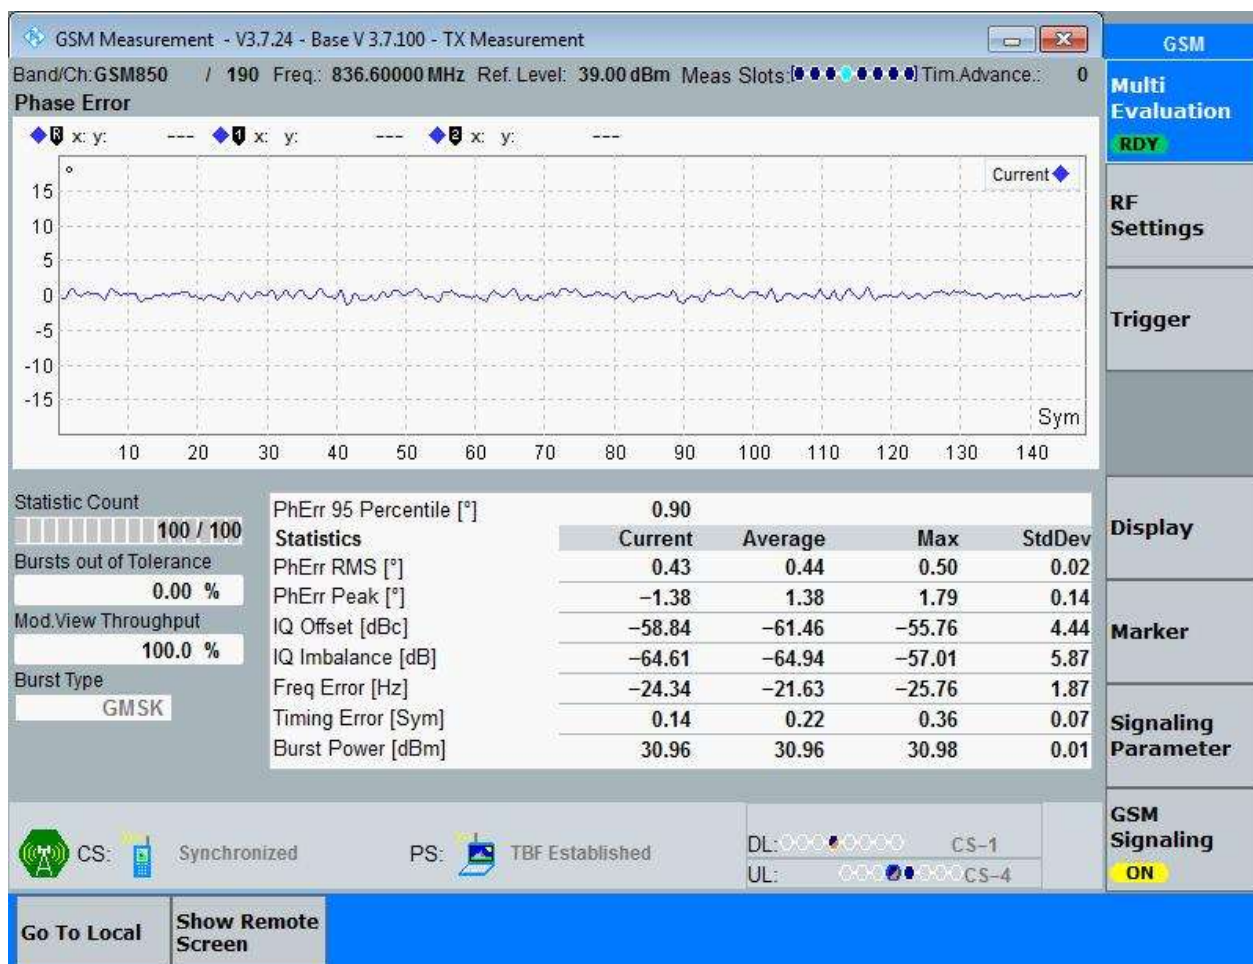 GSM Measurement - V3.7.24 - Base V 3.7.100 - TX Measurement
GSM
Band/Ch:GSM850 / 190 Freq.: 836.60000 MHz Ref. Level: 39.00 dBm Meas Slots: Tim.Advance.: 0
Phase Error
Multi
Evaluation
RDY
R x: y: --- 1 x: y: --- 2 x: y: ---
°
Current
15
10
5
0
-5
-10
-15
Sym
10 20 30 40 50 60 70 80 90 100 110 120 130 140
RF
Settings
Trigger
Statistic Count
100 / 100
Bursts out of Tolerance
0.00 %
Mod.View Throughput
100.0 %
Burst Type
GMSK
PhErr 95 Percentile [°] 0.90
Statistics Current Average Max StdDev
PhErr RMS [°] 0.43 0.44 0.50 0.02
PhErr Peak [°] −1.38 1.38 1.79 0.14
IQ Offset [dBc] −58.84 −61.46 −55.76 4.44
IQ Imbalance [dB] −64.61 −64.94 −57.01 5.87
Freq Error [Hz] −24.34 −21.63 −25.76 1.87
Timing Error [Sym] 0.14 0.22 0.36 0.07
Burst Power [dBm] 30.96 30.96 30.98 0.01
Display
Marker
Signaling
Parameter
GSM
Signaling
ON
CS: Synchronized PS: TBF Established
DL: CS−1
UL: CS−4
Go To Local
Show Remote
Screen